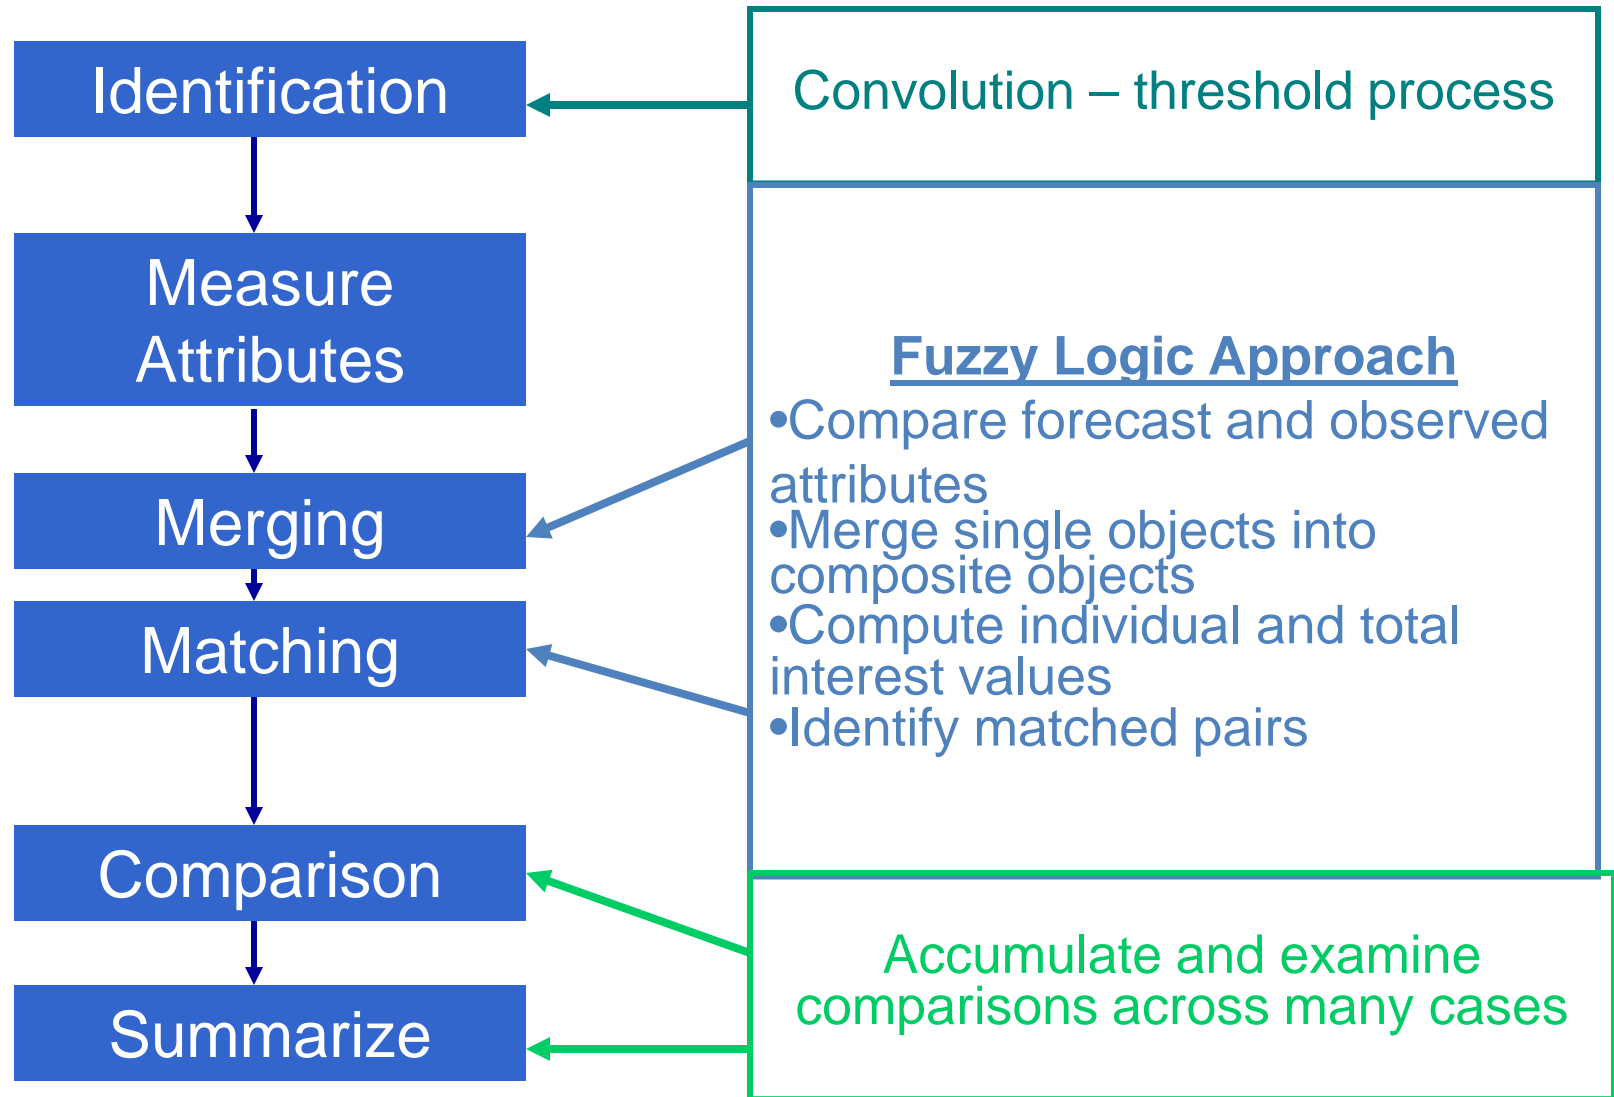 Identification
Measure
Attributes
Merging
Matching
Comparison
Summarize
Convolution – threshold process
Fuzzy Logic Approach
•Compare forecast and observed
attributes
•Merge single objects into
composite objects
•Compute individual and total
interest values
•Identify matched pairs
Accumulate and examine
comparisons across many cases